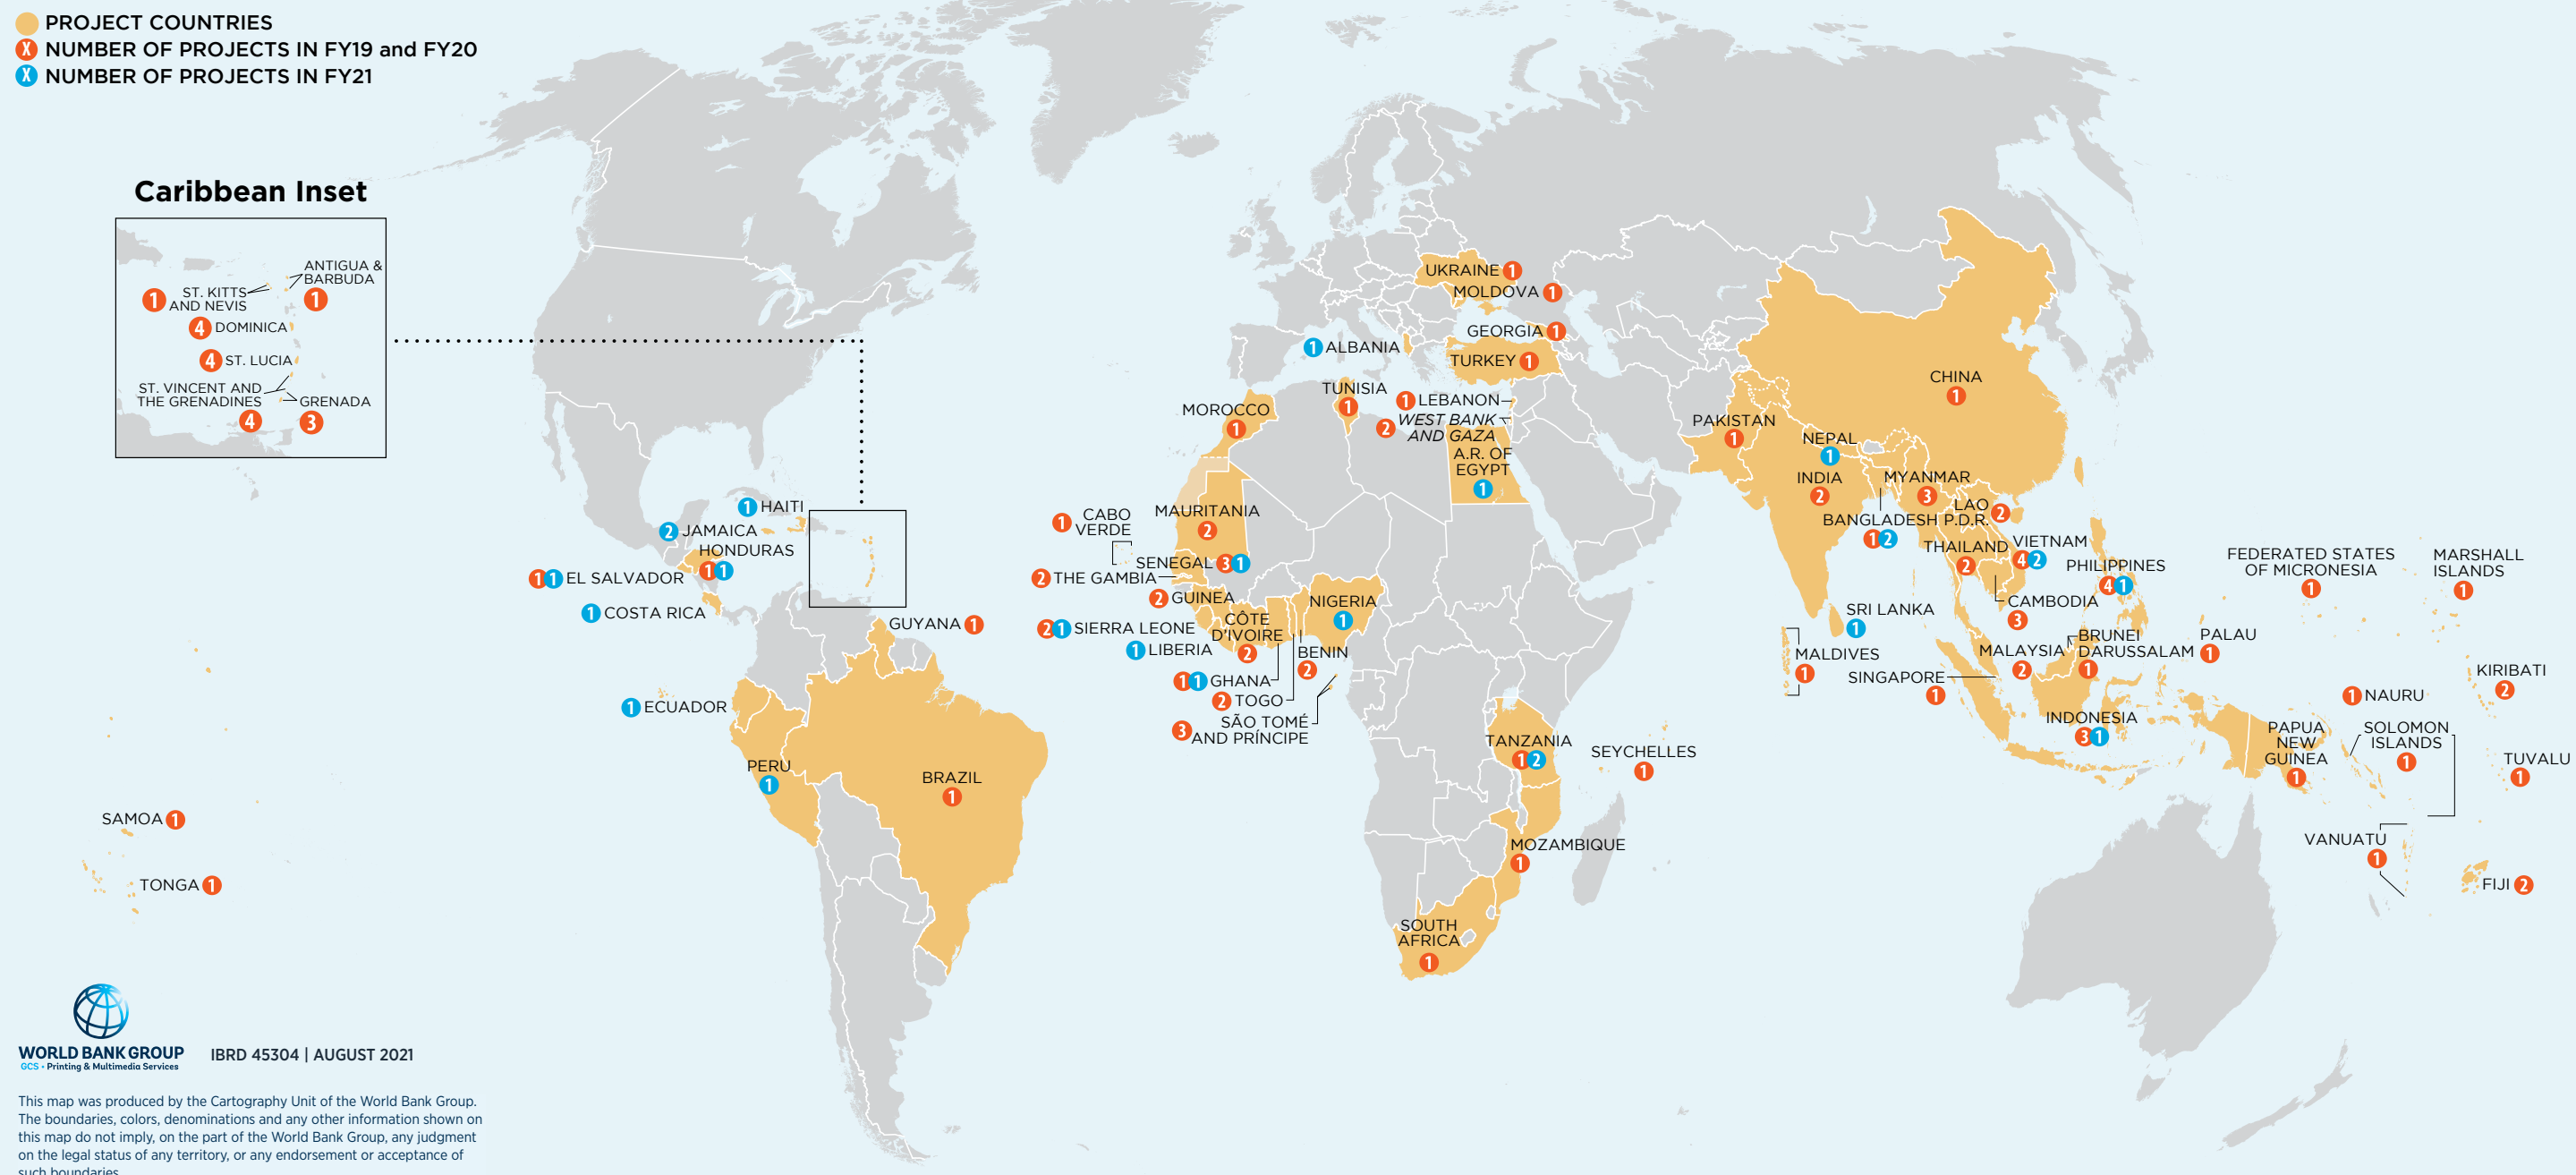 PROJECT COUNTRIES
X NUMBER OF PROJECTS IN FY19 and FY20
X NUMBER OF PROJECTS IN FY21
Caribbean Inset
ANTIGUA &
BARBUDA
1
ST. KITTS
AND NEVIS
1
4 DOMINICA
4 ST. LUCIA
ST. VINCENT AND
THE GRENADINES
4
GRENADA
3
1 HAITI
2 JAMAICA
HONDURAS
1 1
1 1 EL SALVADOR
1 COSTA RICA
GUYANA 1
1 ECUADOR
PERU
1
BRAZIL
1
SAMOA 1
TONGA 1
UKRAINE 1
MOLDOVA 1
GEORGIA 1
1 ALBANIA
TURKEY 1
TUNISIA
1
1 LEBANON
MOROCCO
1
2 WEST BANK
AND GAZA
A.R. OF
EGYPT
1
1 CABO
VERDE
MAURITANIA
2
SENEGAL 3 1
2 THE GAMBIA
2 GUINEA
2 1 SIERRA LEONE
1 LIBERIA
CÔTE
D'IVOIRE
2
NIGERIA
1
BENIN
2
1 1 GHANA
2 TOGO
SÃO TOMÉ
3 AND PRÍNCIPE
TANZANIA
1 2
SEYCHELLES
1
MOZAMBIQUE
1
SOUTH
AFRICA
1
CHINA
1
PAKISTAN
1
NEPAL
1
INDIA
2
MYANMAR
3
LAO
P.D.R.
2
BANGLADESH
1 2
THAILAND
2
VIETNAM
4 2
PHILIPPINES
4 1
CAMBODIA
3
SRI LANKA
1
MALDIVES
1
SINGAPORE
1
MALAYSIA
2
BRUNEI
DARUSSALAM
1
INDONESIA
3 1
FEDERATED STATES
OF MICRONESIA
1
MARSHALL
ISLANDS
1
PALAU
1
KIRIBATI
2
1 NAURU
PAPUA
NEW
GUINEA
1
SOLOMON
ISLANDS
1
TUVALU
1
VANUATU
1
FIJI 2
WORLD BANK GROUP
GCS • Printing & Multimedia Services
IBRD 45304 | AUGUST 2021
This map was produced by the Cartography Unit of the World Bank Group.
The boundaries, colors, denominations and any other information shown on
this map do not imply, on the part of the World Bank Group, any judgment
on the legal status of any territory, or any endorsement or acceptance of
such boundaries.